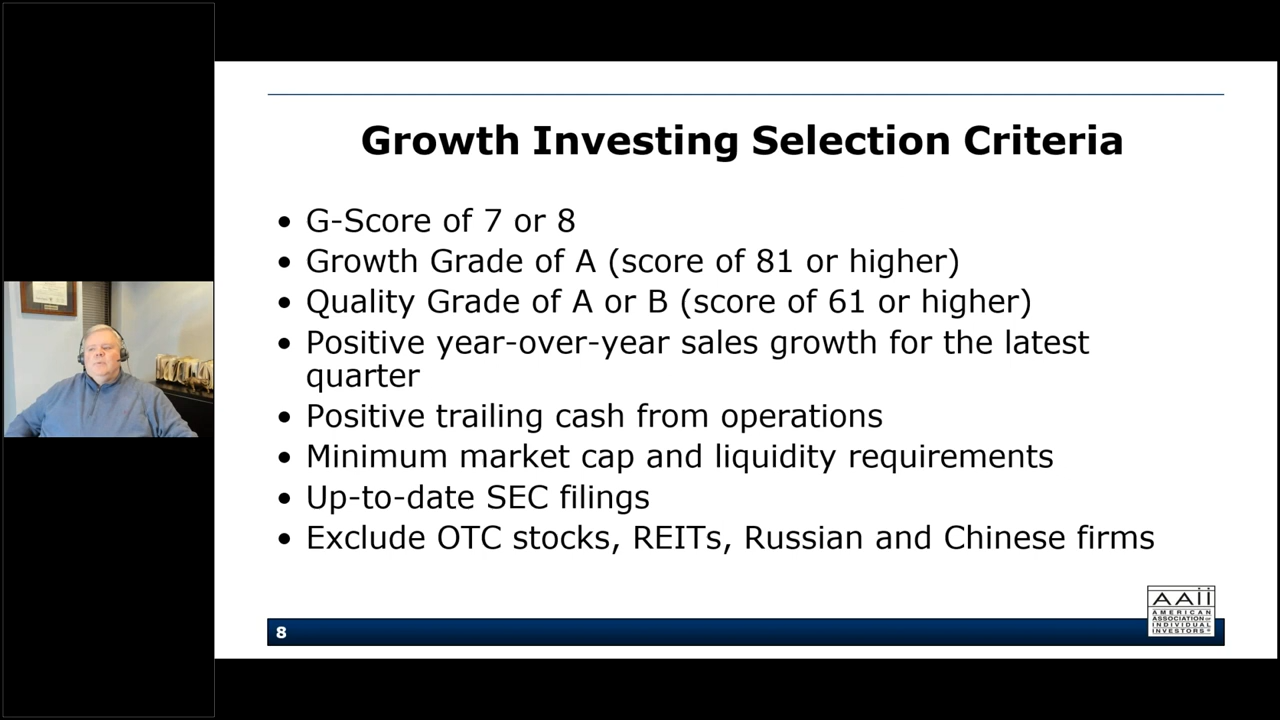 Growth Investing Selection Criteria
• G-Score of 7 or 8
• Growth Grade of A (score of 81 or higher)
• Quality Grade of A or B (score of 61 or higher)
• Positive year-over-year sales growth for the latest
quarter
• Positive trailing cash from operations
• Minimum market cap and liquidity requirements
• Up-to-date SEC filings
• Exclude OTC stocks, REITs, Russian and Chinese firms
8
AAII
AMERICAN
ASSOCIATION OF
INDIVIDUAL
INVESTORS®